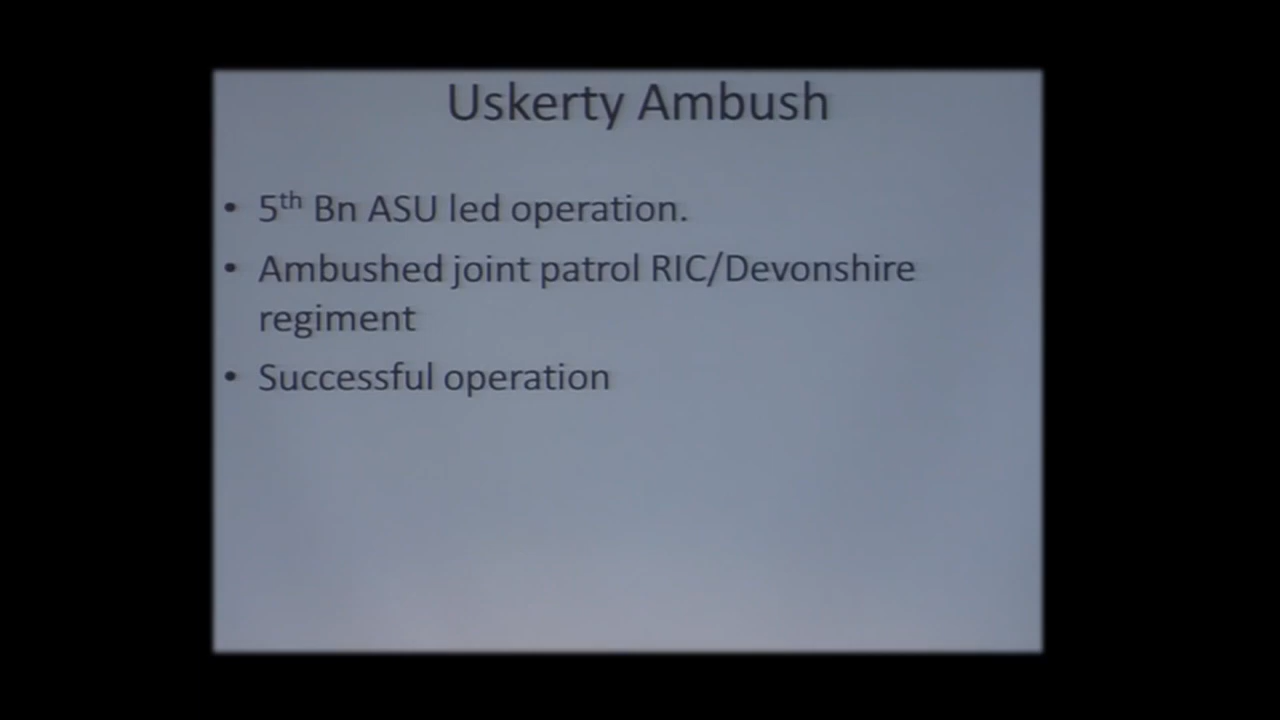 Uskerty Ambush
• 5th Bn ASU led operation.
• Ambushed joint patrol RIC/Devonshire
regiment
• Successful operation